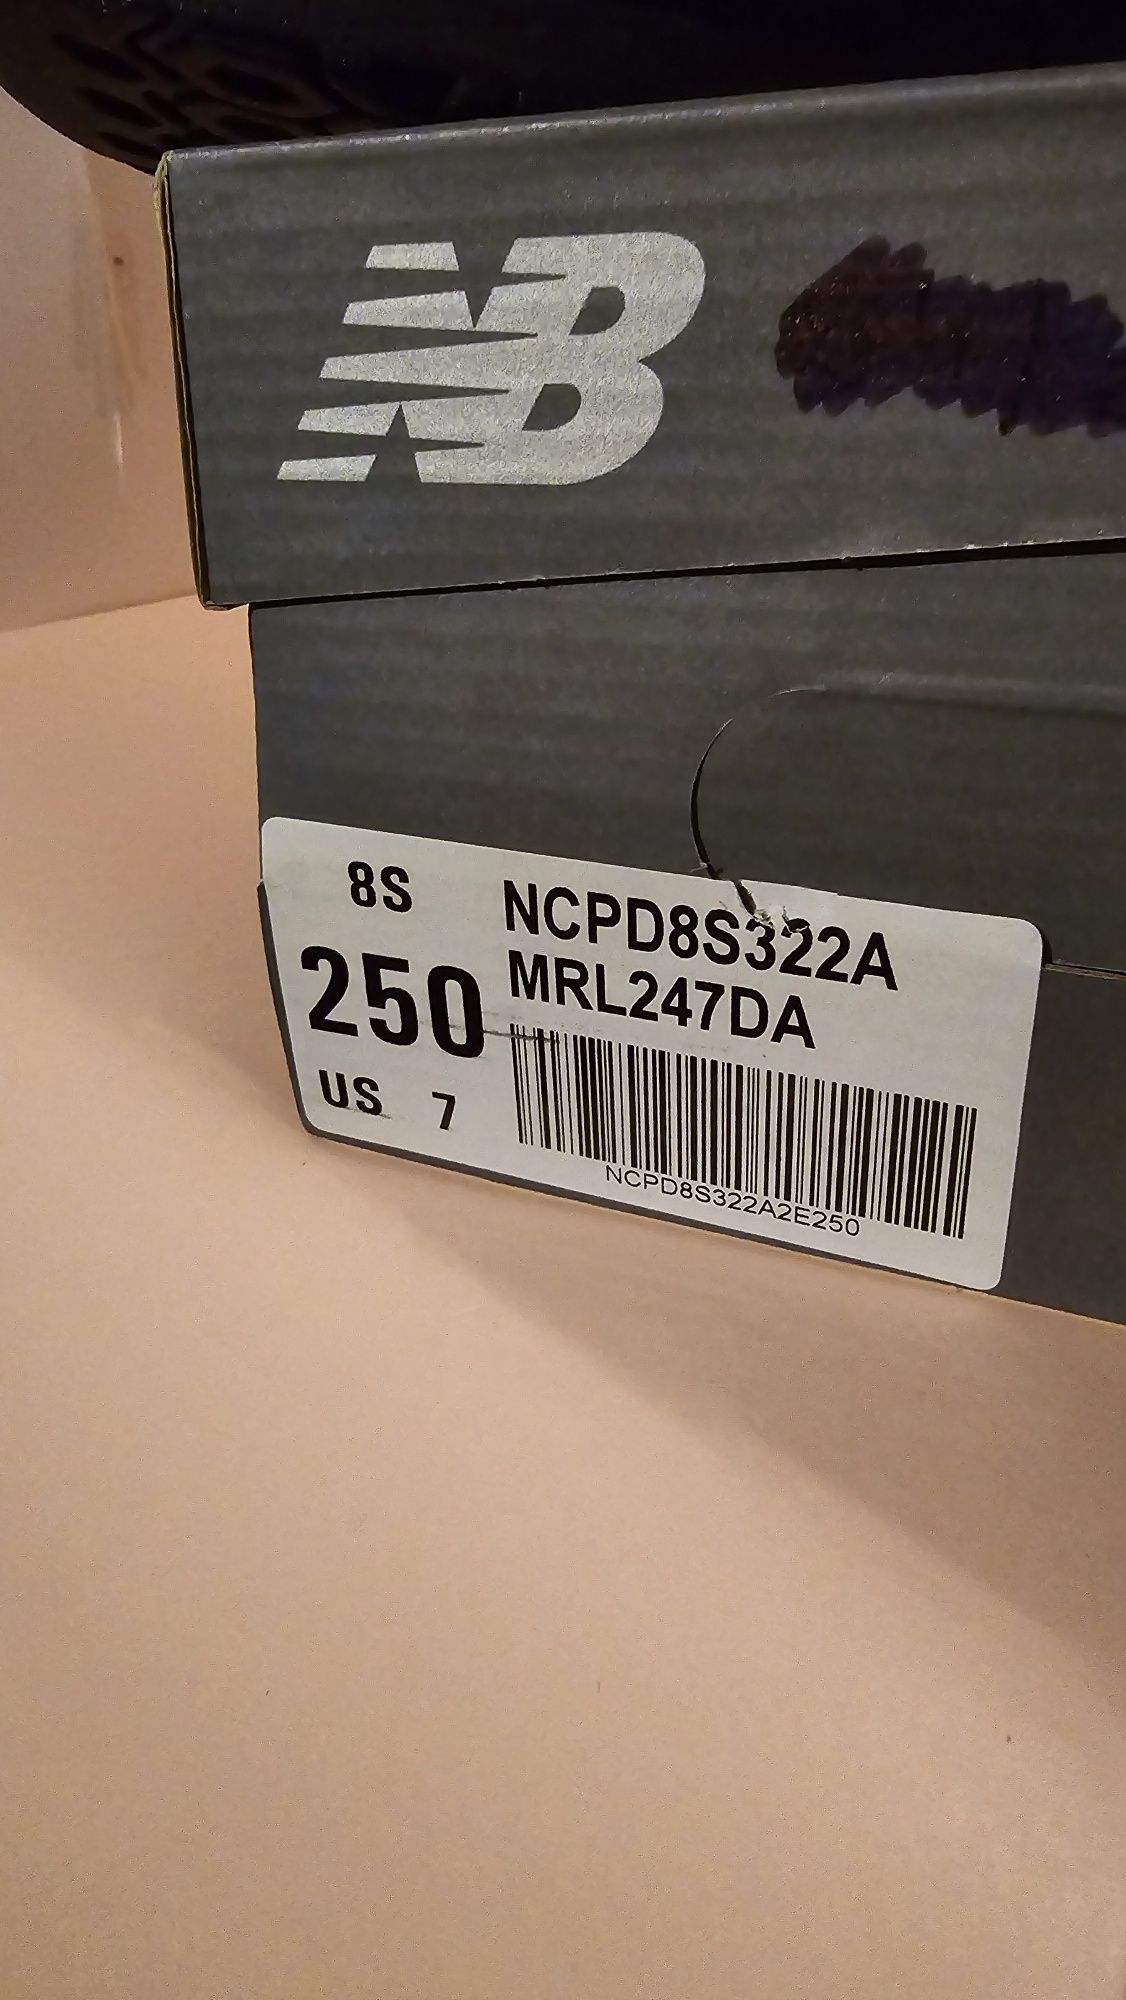 NB
8S
NCPD8S322A
250
MRL247DA
US 7
NCPD8S322A2E250